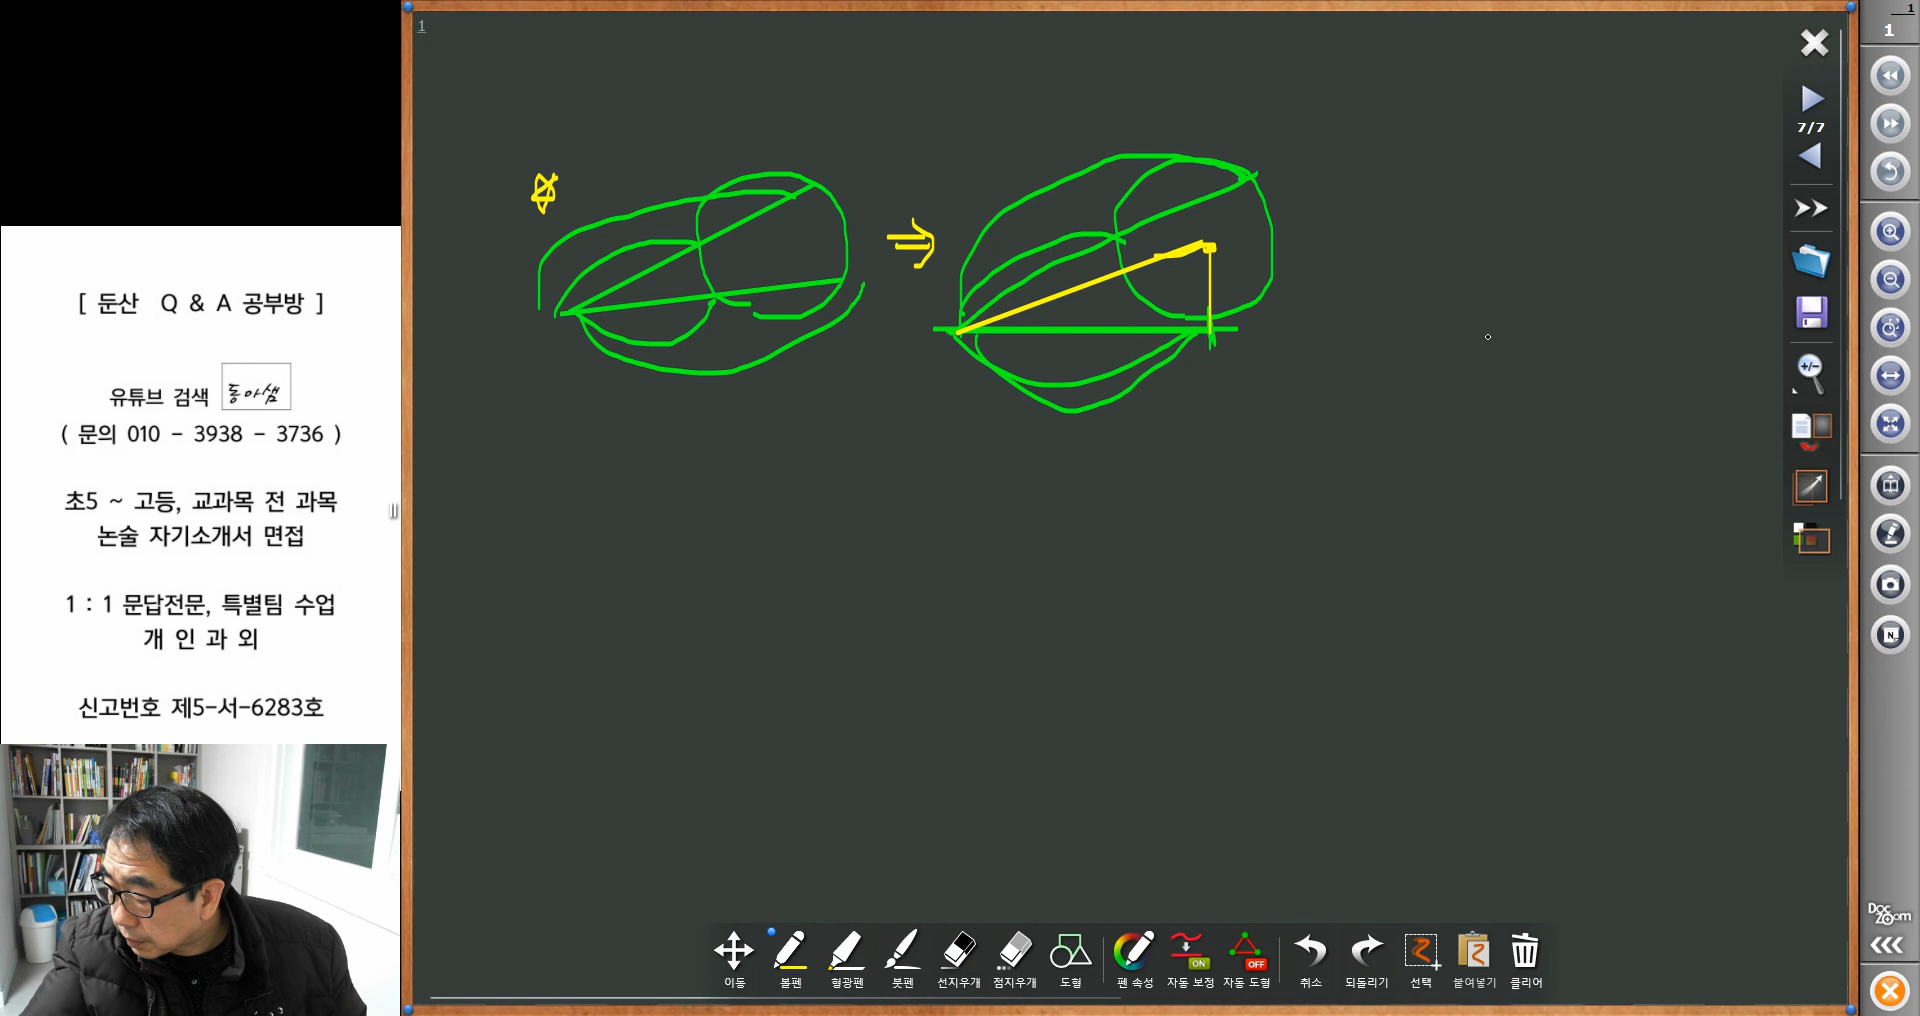 [ 둔산 Q & A 공부방 ]
유튜브 검색 동아샘
( 문의 010 - 3938 - 3736 )
초5 ~ 고등, 교과목 전 과목
논술 자기소개서 면접
1 : 1 문답전문, 특별팀 수업
개 인 과 외
신고번호 제5-서-6283호
1
7/7
+/-
1
1
N
Doc Zoom
ON
OFF
이동
볼펜
형광펜
붓펜
선지우개
점지우개
도형
펜 속성
자동 보정
자동 도형
취소
되돌리기
선택
붙여넣기
클리어